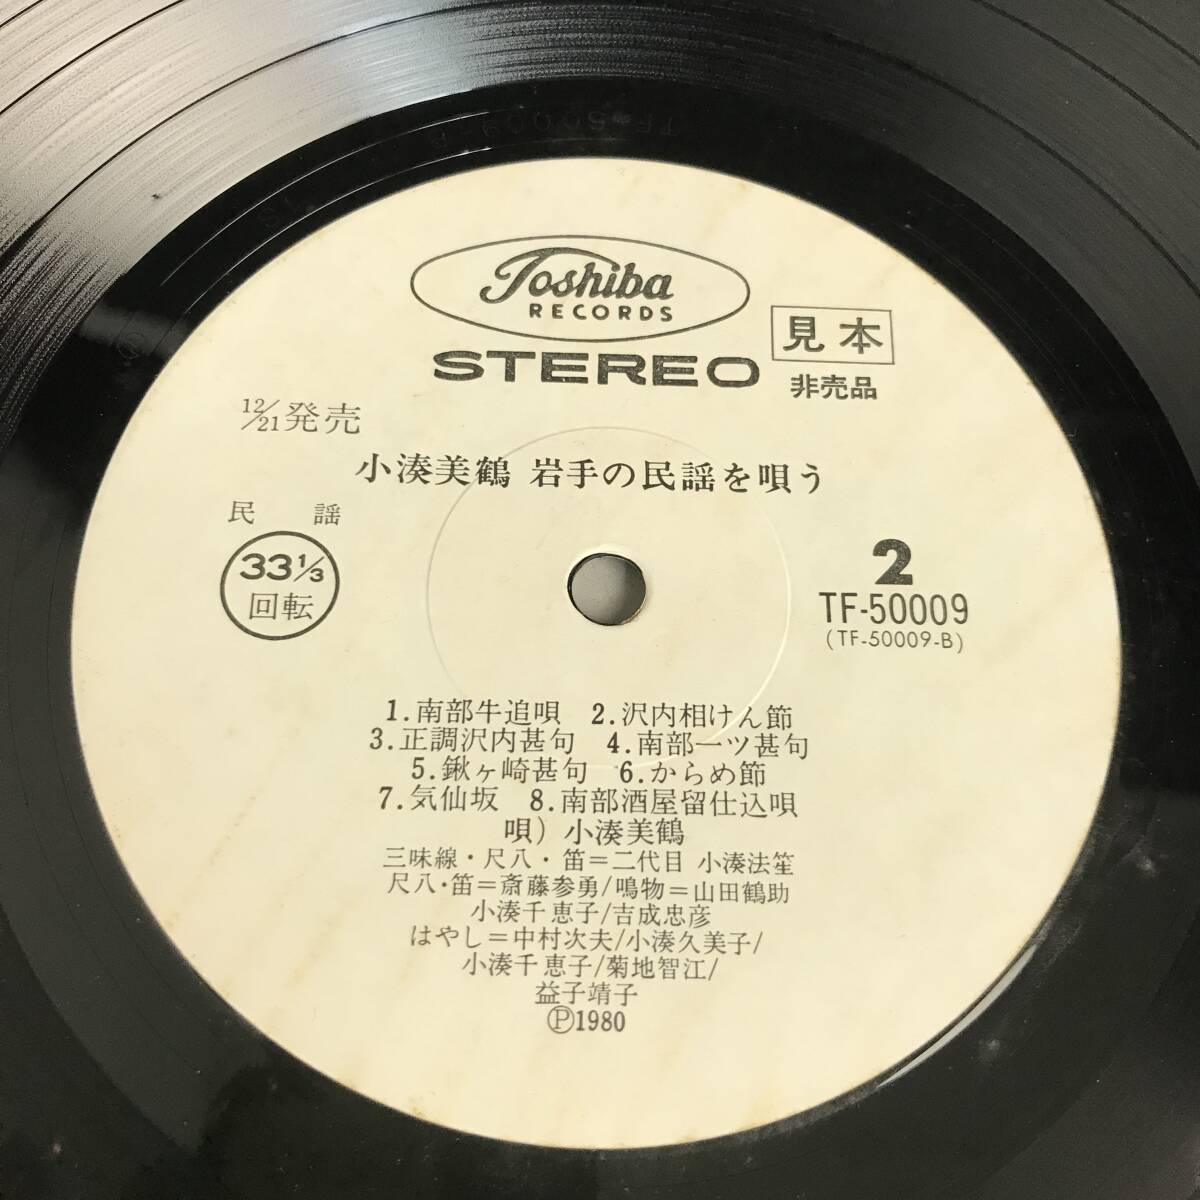 TF-50009-B
Toshiba
RECORDS
STEREO
見本
非売品
12/21発売
小湊美鶴 岩手の民謡を唄う
民 謡
33 1/3
回転
2
TF-50009
(TF-50009-B)
1.南部牛追唄 2.沢内相けん節
3.正調沢内甚句 4.南部一ツ甚句
5.鍬ヶ崎甚句 6.からめ節
7.気仙坂 8.南部酒屋留仕込唄
唄）小湊美鶴
三味線・尺八・笛＝二代目 小湊法笙
尺八・笛＝斎藤参勇/鳴物＝山田鶴助
小湊千恵子/吉成忠彦
はやし＝中村次夫/小湊久美子/
小湊千恵子/菊地智江/
益子靖子
Ⓟ1980